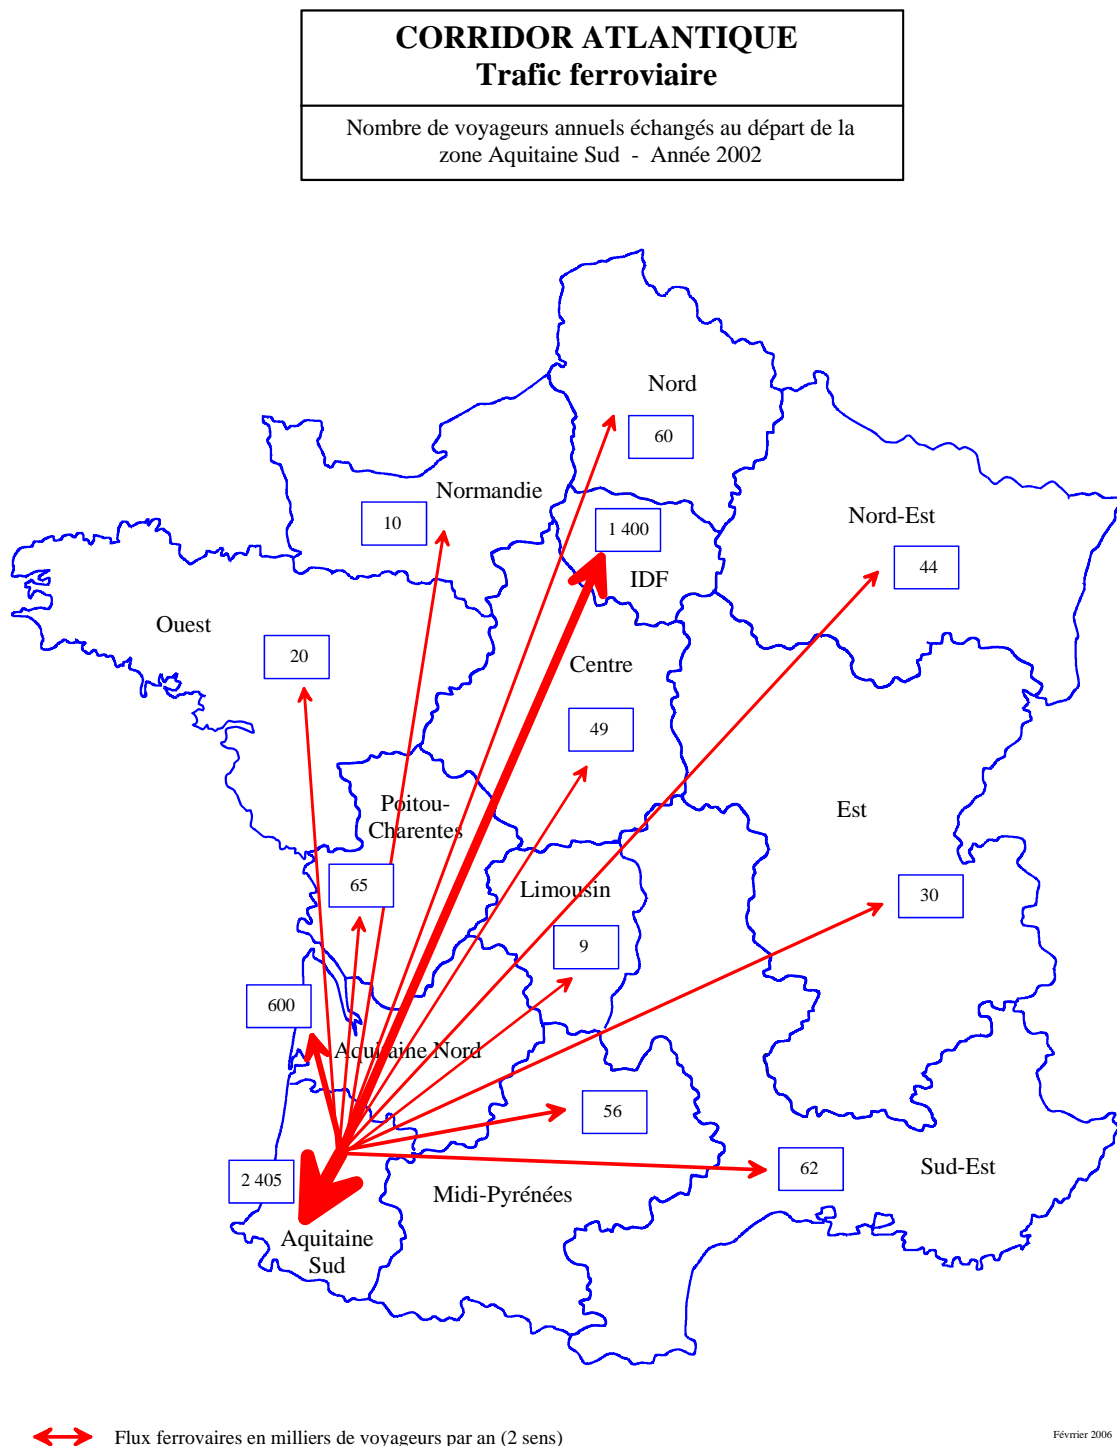 CORRIDOR ATLANTIQUE
Trafic ferroviaire
Nombre de voyageurs annuels échangés au départ de la
zone Aquitaine Sud - Année 2002
Nord
60
Normandie
10
1 400
IDF
Nord-Est
44
Ouest
20
Centre
49
Poitou-
Charentes
65
Est
30
Limousin
9
600
Aquitaine Nord
56
62
Sud-Est
2 405
Midi-Pyrénées
Aquitaine
Sud
Flux ferrovaires en milliers de voyageurs par an (2 sens)
Février 2006